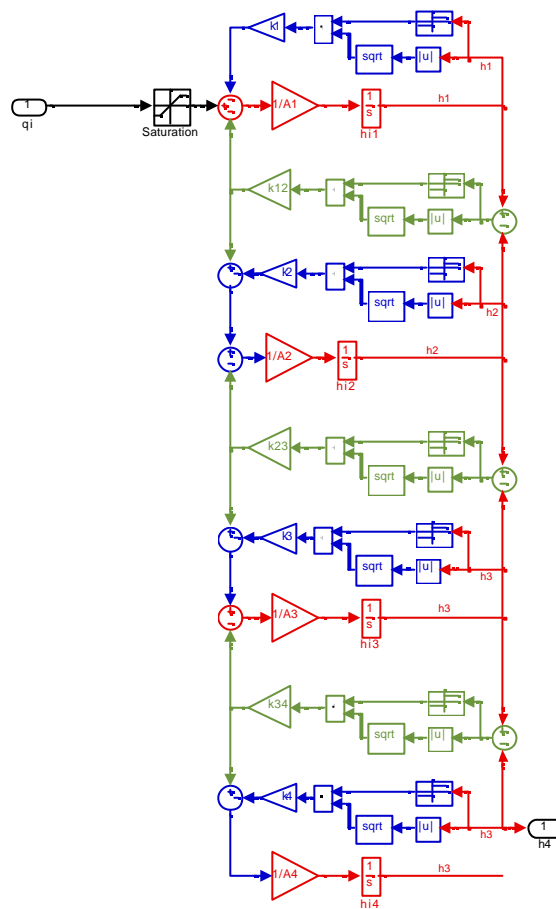 k1
sqrt
|u|
h1
1
qi
Saturation
1/A1
1
s
hi1
h1
k12
sqrt
|u|
k2
sqrt
|u|
h2
1/A2
1
s
hi2
h2
k23
sqrt
|u|
k3
sqrt
|u|
h3
1/A3
1
s
hi3
h3
k34
sqrt
|u|
k4
sqrt
|u|
h3
1
h4
1/A4
1
s
hi4
h3